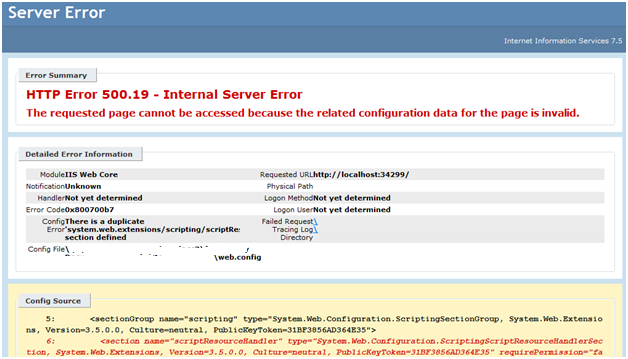 Server Error
Internet Information Services 7.5
Error Summary
HTTP Error 500.19 - Internal Server Error
The requested page cannot be accessed because the related configuration data for the page is invalid.
Detailed Error Information
Module IIS Web Core
Notification Unknown
Handler Not yet determined
Error Code 0x800700b7
Config Error There is a duplicate
'system.web.extensions/scripting/scriptRe
section defined
Config File \
\web.config
Requested URL http://localhost:34299/
Physical Path
Logon Method Not yet determined
Logon User Not yet determined
Failed Request \
Tracing Log \
Directory
Config Source
5: <sectionGroup name="scripting" type="System.Web.Configuration.ScriptingSectionGroup, System.Web.Extensio
ns, Version=3.5.0.0, Culture=neutral, PublicKeyToken=31BF3856AD364E35">
6: <section name="scriptResourceHandler" type="System.Web.Configuration.ScriptingScriptResourceHandlerSec
tion, System.Web.Extensions, Version=3.5.0.0, Culture=neutral, PublicKeyToken=31BF3856AD364E35" requirePermission="fa